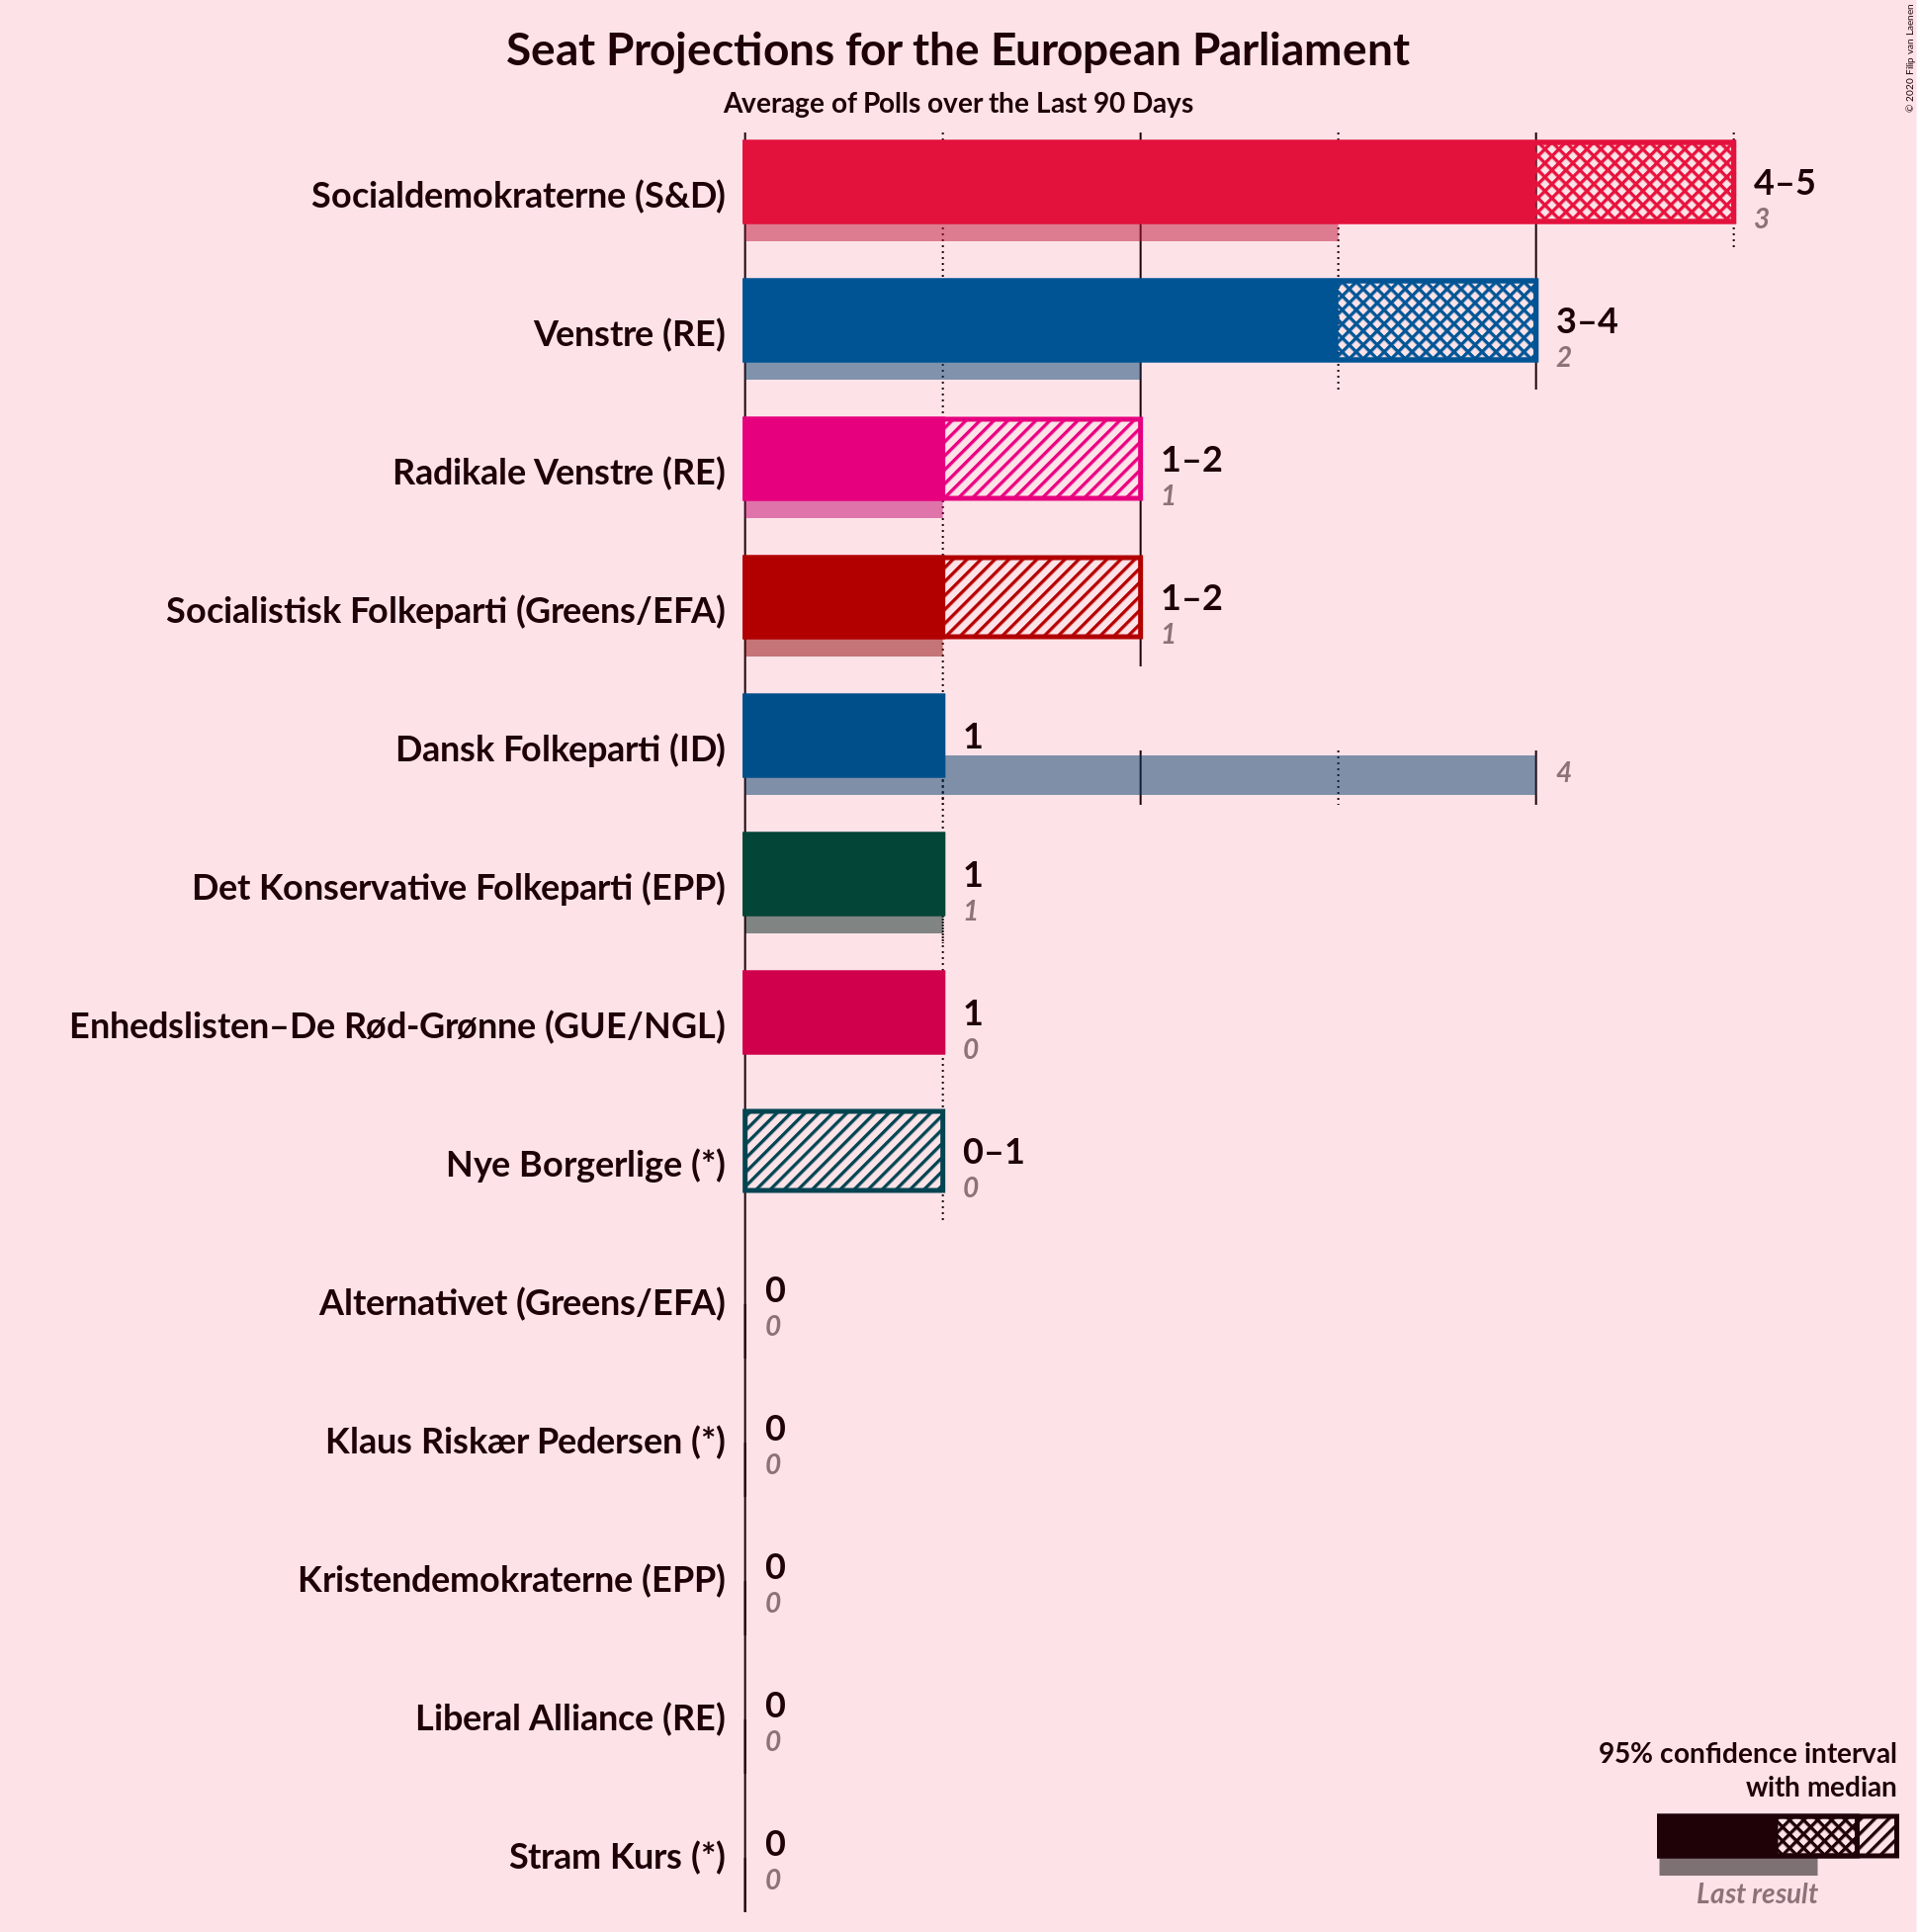 Seat Projections for the European Parliament
Average of Polls over the Last 90 Days
© 2020 Filip van Laenen
Socialdemokraterne (S&D)
4–5
3
Venstre (RE)
3–4
2
Radikale Venstre (RE)
1–2
1
Socialistisk Folkeparti (Greens/EFA)
1–2
1
Dansk Folkeparti (ID)
1
4
Det Konservative Folkeparti (EPP)
1
1
Enhedslisten–De Rød-Grønne (GUE/NGL)
1
0
Nye Borgerlige (*)
0–1
0
Alternativet (Greens/EFA)
0
0
Klaus Riskær Pedersen (*)
0
0
Kristendemokraterne (EPP)
0
0
Liberal Alliance (RE)
0
0
Stram Kurs (*)
0
0
95% confidence interval
with median
Last result